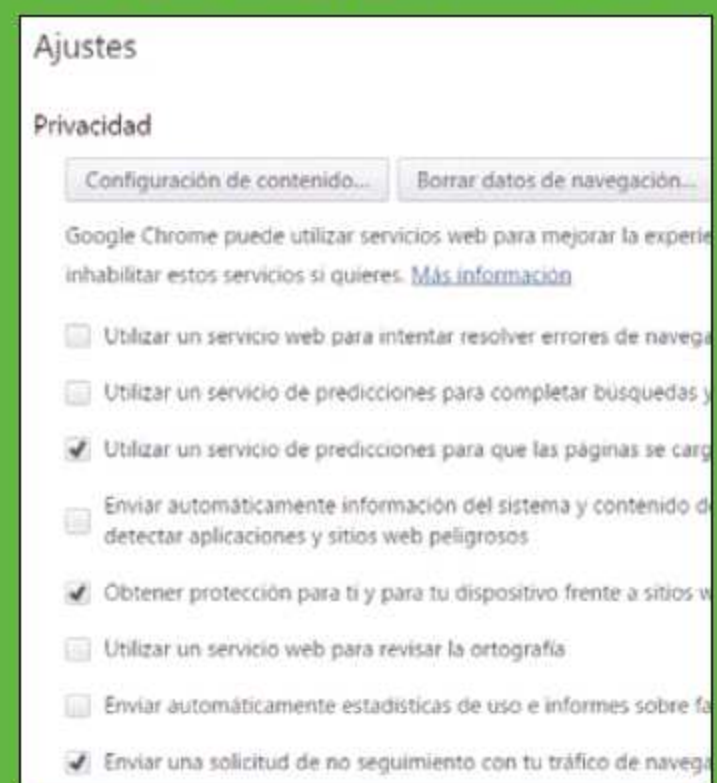 Ajustes
Privacidad
Configuración de contenido... Borrar datos de navegación...
Google Chrome puede utilizar servicios web para mejorar la experie
inhabilitar estos servicios si quieres. Más información
Utilizar un servicio web para intentar resolver errores de navega
Utilizar un servicio de predicciones para completar búsquedas y
Utilizar un servicio de predicciones para que las páginas se carg
Enviar automáticamente información del sistema y contenido d
detectar aplicaciones y sitios web peligrosos
Obtener protección para ti y para tu dispositivo frente a sitios w
Utilizar un servicio web para revisar la ortografía
Enviar automáticamente estadísticas de uso e informes sobre fa
Enviar una solicitud de no seguimiento con tu tráfico de navega